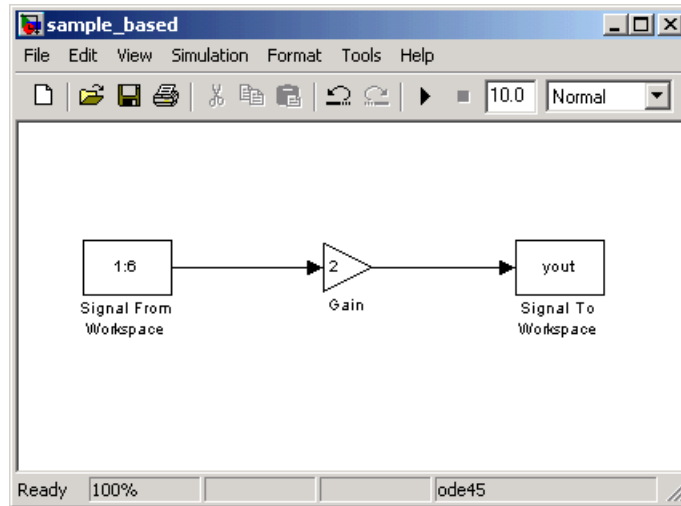 sample_based
File Edit View Simulation Format Tools Help
10.0 Normal
1:6 2 yout
Signal From
Workspace
Gain
Signal To
Workspace
Ready 100% ode45